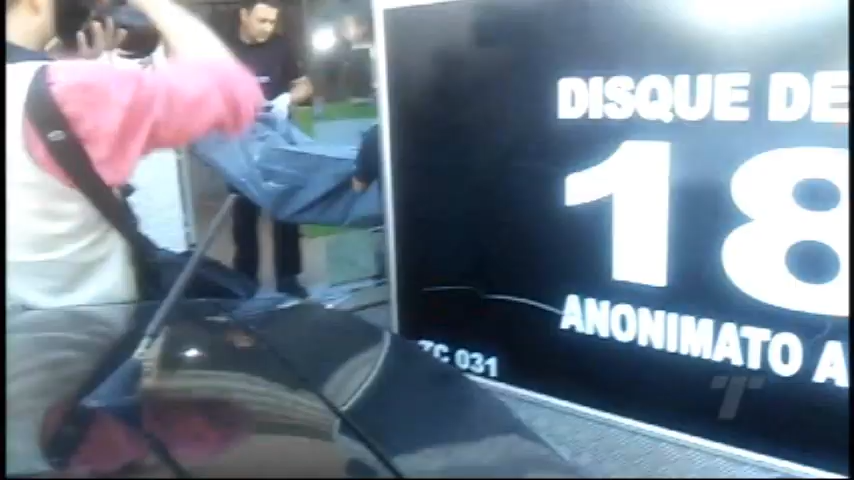 DISQUE DE
18
ANONIMATO A
ZC 031
T